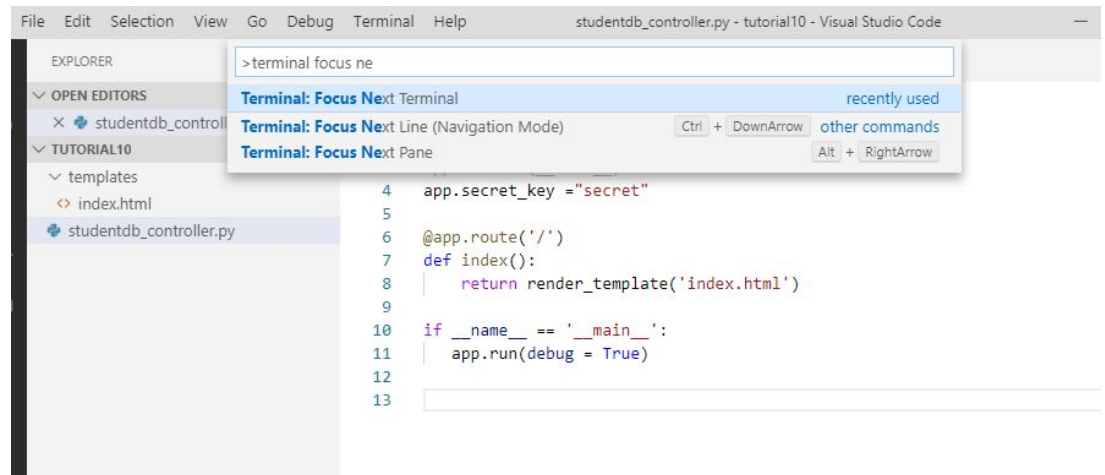 File Edit Selection View Go Debug Terminal Help studentdb_controller.py - tutorial10 - Visual Studio Code
EXPLORER
>terminal focus ne
OPEN EDITORS
Terminal: Focus Next Terminal recently used
studentdb_controll
Terminal: Focus Next Line (Navigation Mode) Ctrl + DownArrow other commands
TUTORIAL10
Terminal: Focus Next Pane Alt + RightArrow
templates
index.html
studentdb_controller.py
4 app.secret_key ="secret"
5
6 @app.route('/')
7 def index():
8 return render_template('index.html')
9
10 if __name__ == '__main__':
11 app.run(debug = True)
12
13